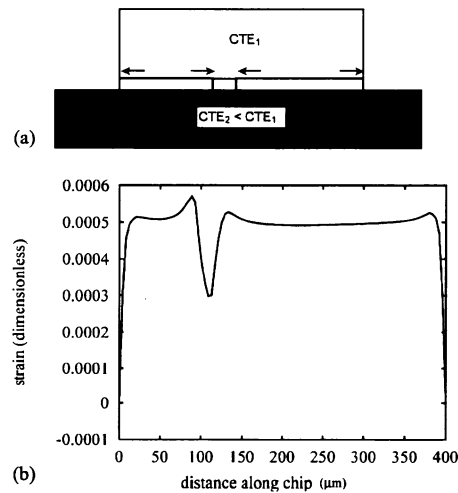 CTE₁
(a)
CTE₂ < CTE₁
(b)
strain (dimensionless)
0.0006
0.0005
0.0004
0.0003
0.0002
0.0001
0
-0.0001
0 50 100 150 200 250 300 350 400
distance along chip (μm)